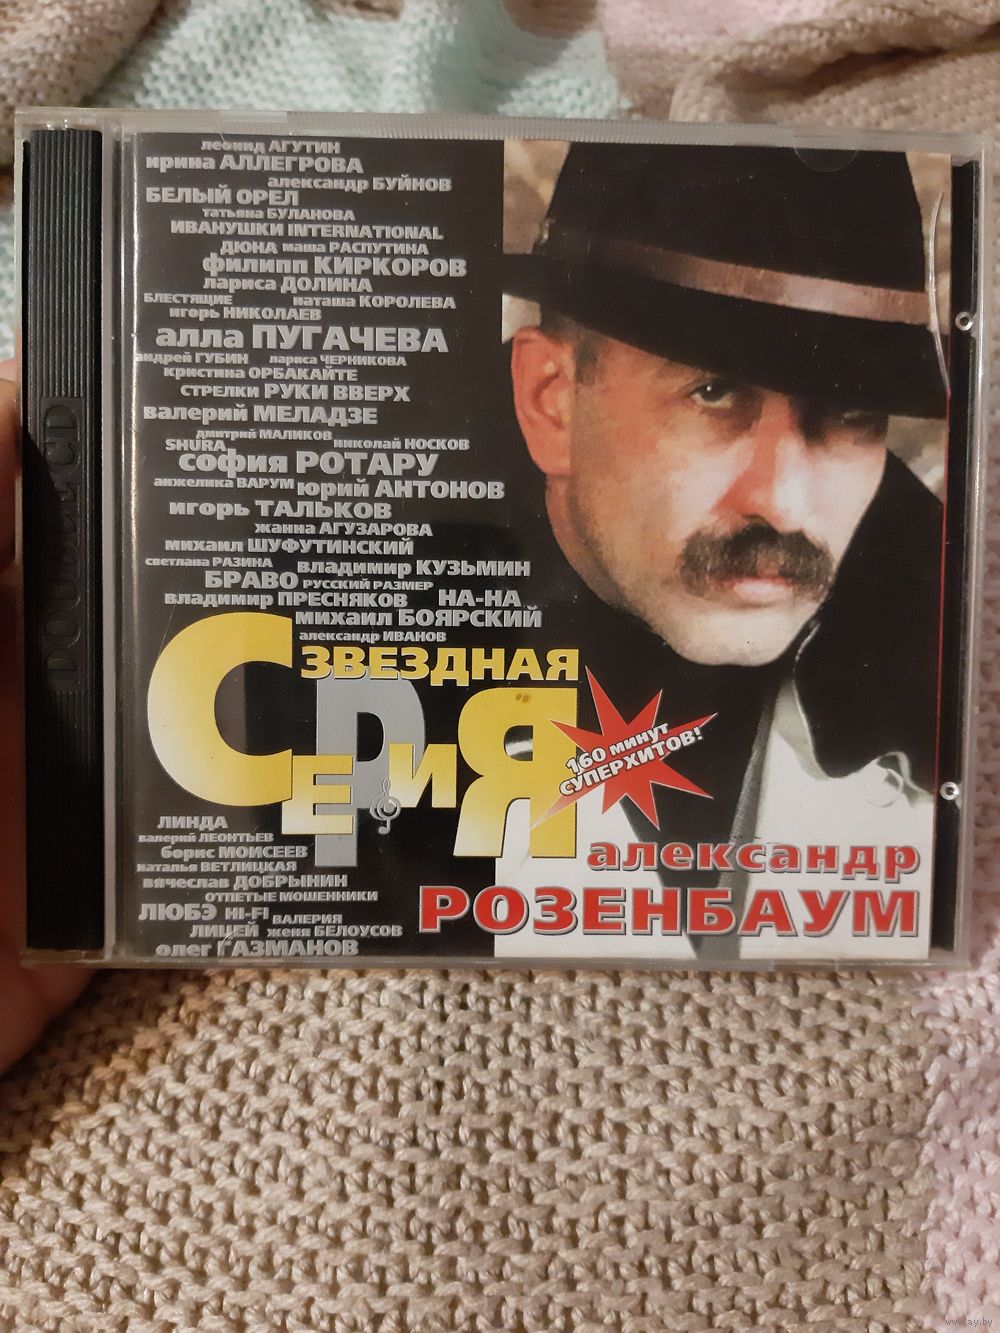 леонид АГУТИН
ирина АЛЛЕГРОВА
александр БУЙНОВ
БЕЛЫЙ ОРЕЛ
татьяна БУЛАНОВА
ИВАНУШКИ INTERNATIONAL
ДЮНА маша РАСПУТИНА
филипп КИРКОРОВ
лариса ДОЛИНА
БЛЕСТЯЩИЕ наташа КОРОЛЕВА
игорь НИКОЛАЕВ
алла ПУГАЧЕВА
андрей ГУБИН лариса ЧЕРНИКОВА
кристина ОРБАКАЙТЕ
СТРЕЛКИ РУКИ ВВЕРХ
валерий МЕЛАДЗЕ
дмитрий МАЛИКОВ
SHURA николай НОСКОВ
софия РОТАРУ
анжелика ВАРУМ юрий АНТОНОВ
игорь ТАЛЬКОВ
жанна АГУЗАРОВА
михаил ШУФУТИНСКИЙ
светлана РАЗИНА владимир КУЗЬМИН
БРАВО РУССКИЙ РАЗМЕР
владимир ПРЕСНЯКОВ НА-НА
михаил БОЯРСКИЙ
александр ИВАНОВ
ЗВЕЗДНАЯ
СЕРИЯ
160 минут
СУПЕРХИТОВ!
ЛИНДА
валерий ЛЕОНТЬЕВ
борис МОИСЕЕВ
наталья ВЕТЛИЦКАЯ
вячеслав ДОБРЫНИН
ОТПЕТЫЕ МОШЕННИКИ
ЛЮБЭ HI-FI ВАЛЕРИЯ
ЛИЦЕЙ женя БЕЛОУСОВ
олег ГАЗМАНОВ
александр
РОЗЕНБАУМ
DOUBLE CD
www.ay.by